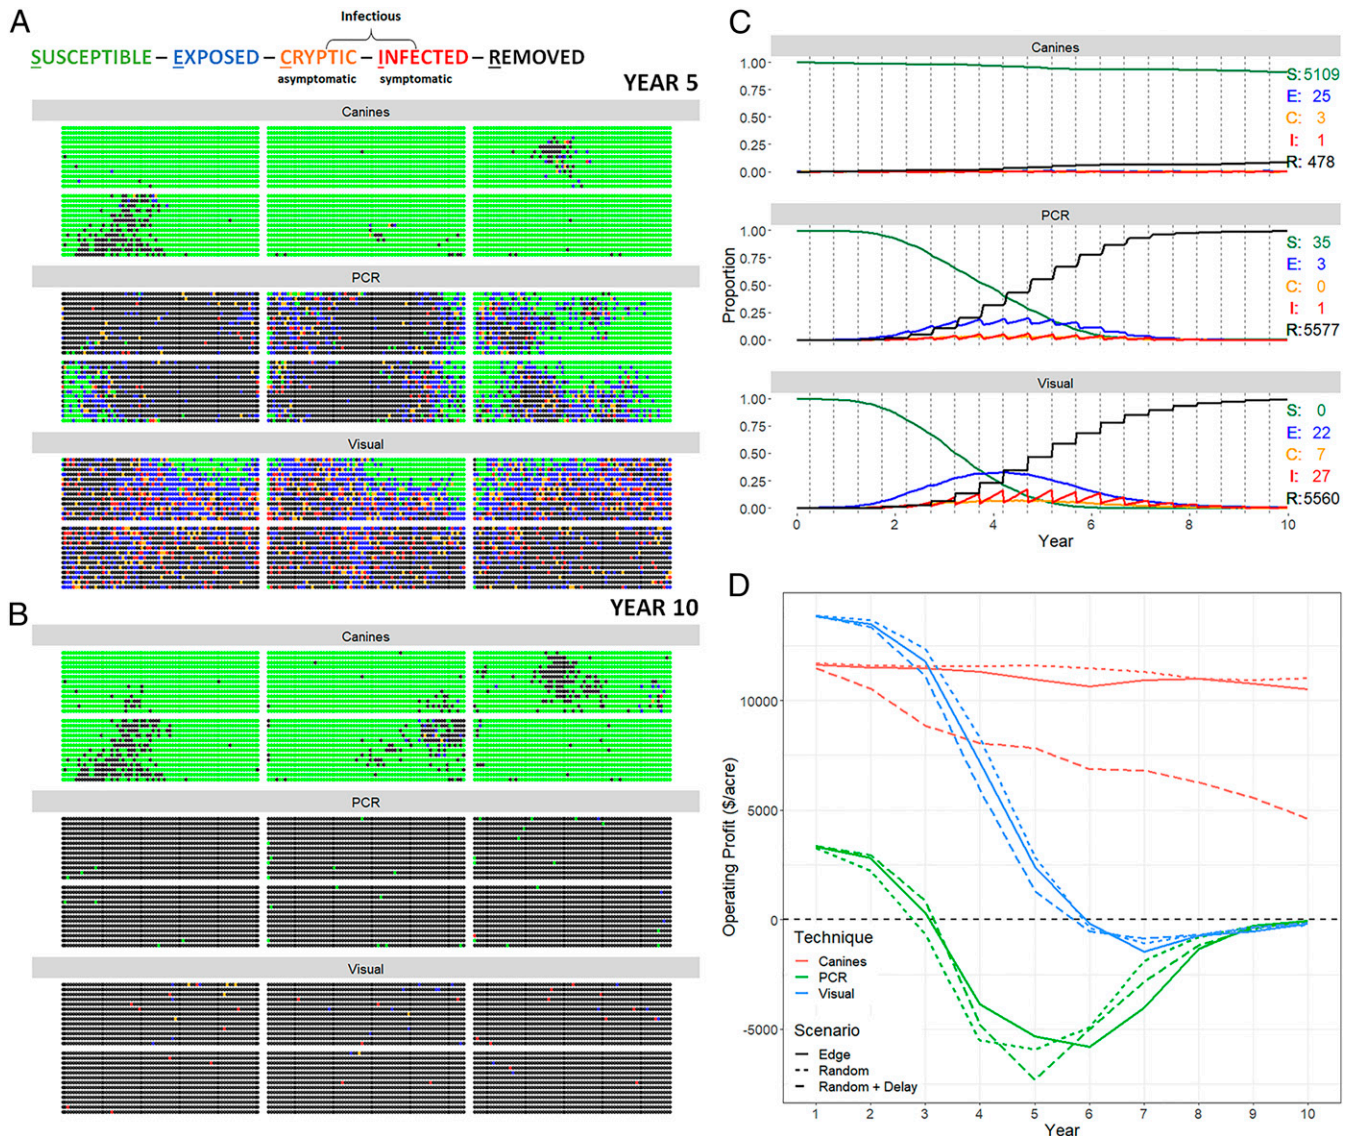 A
Infectious
SUSCEPTIBLE – EXPOSED – CRYPTIC – INFECTED – REMOVED
asymptomatic symptomatic
YEAR 5
Canines
PCR
Visual
B
YEAR 10
Canines
PCR
Visual
C
Canines
1.00
0.75
0.50
0.25
0.00
S: 5109
E: 25
C: 3
I: 1
R: 478
PCR
1.00
0.75
0.50
0.25
0.00
S: 35
E: 3
C: 0
I: 1
R: 5577
Proportion
Visual
1.00
0.75
0.50
0.25
0.00
S: 0
E: 22
C: 7
I: 27
R: 5560
0 2 4 6 8 10
Year
D
10000
5000
0
-5000
Operating Profit ($/acre)
Technique
Canines
PCR
Visual
Scenario
Edge
Random
Random + Delay
1 2 3 4 5 6 7 8 9 10
Year